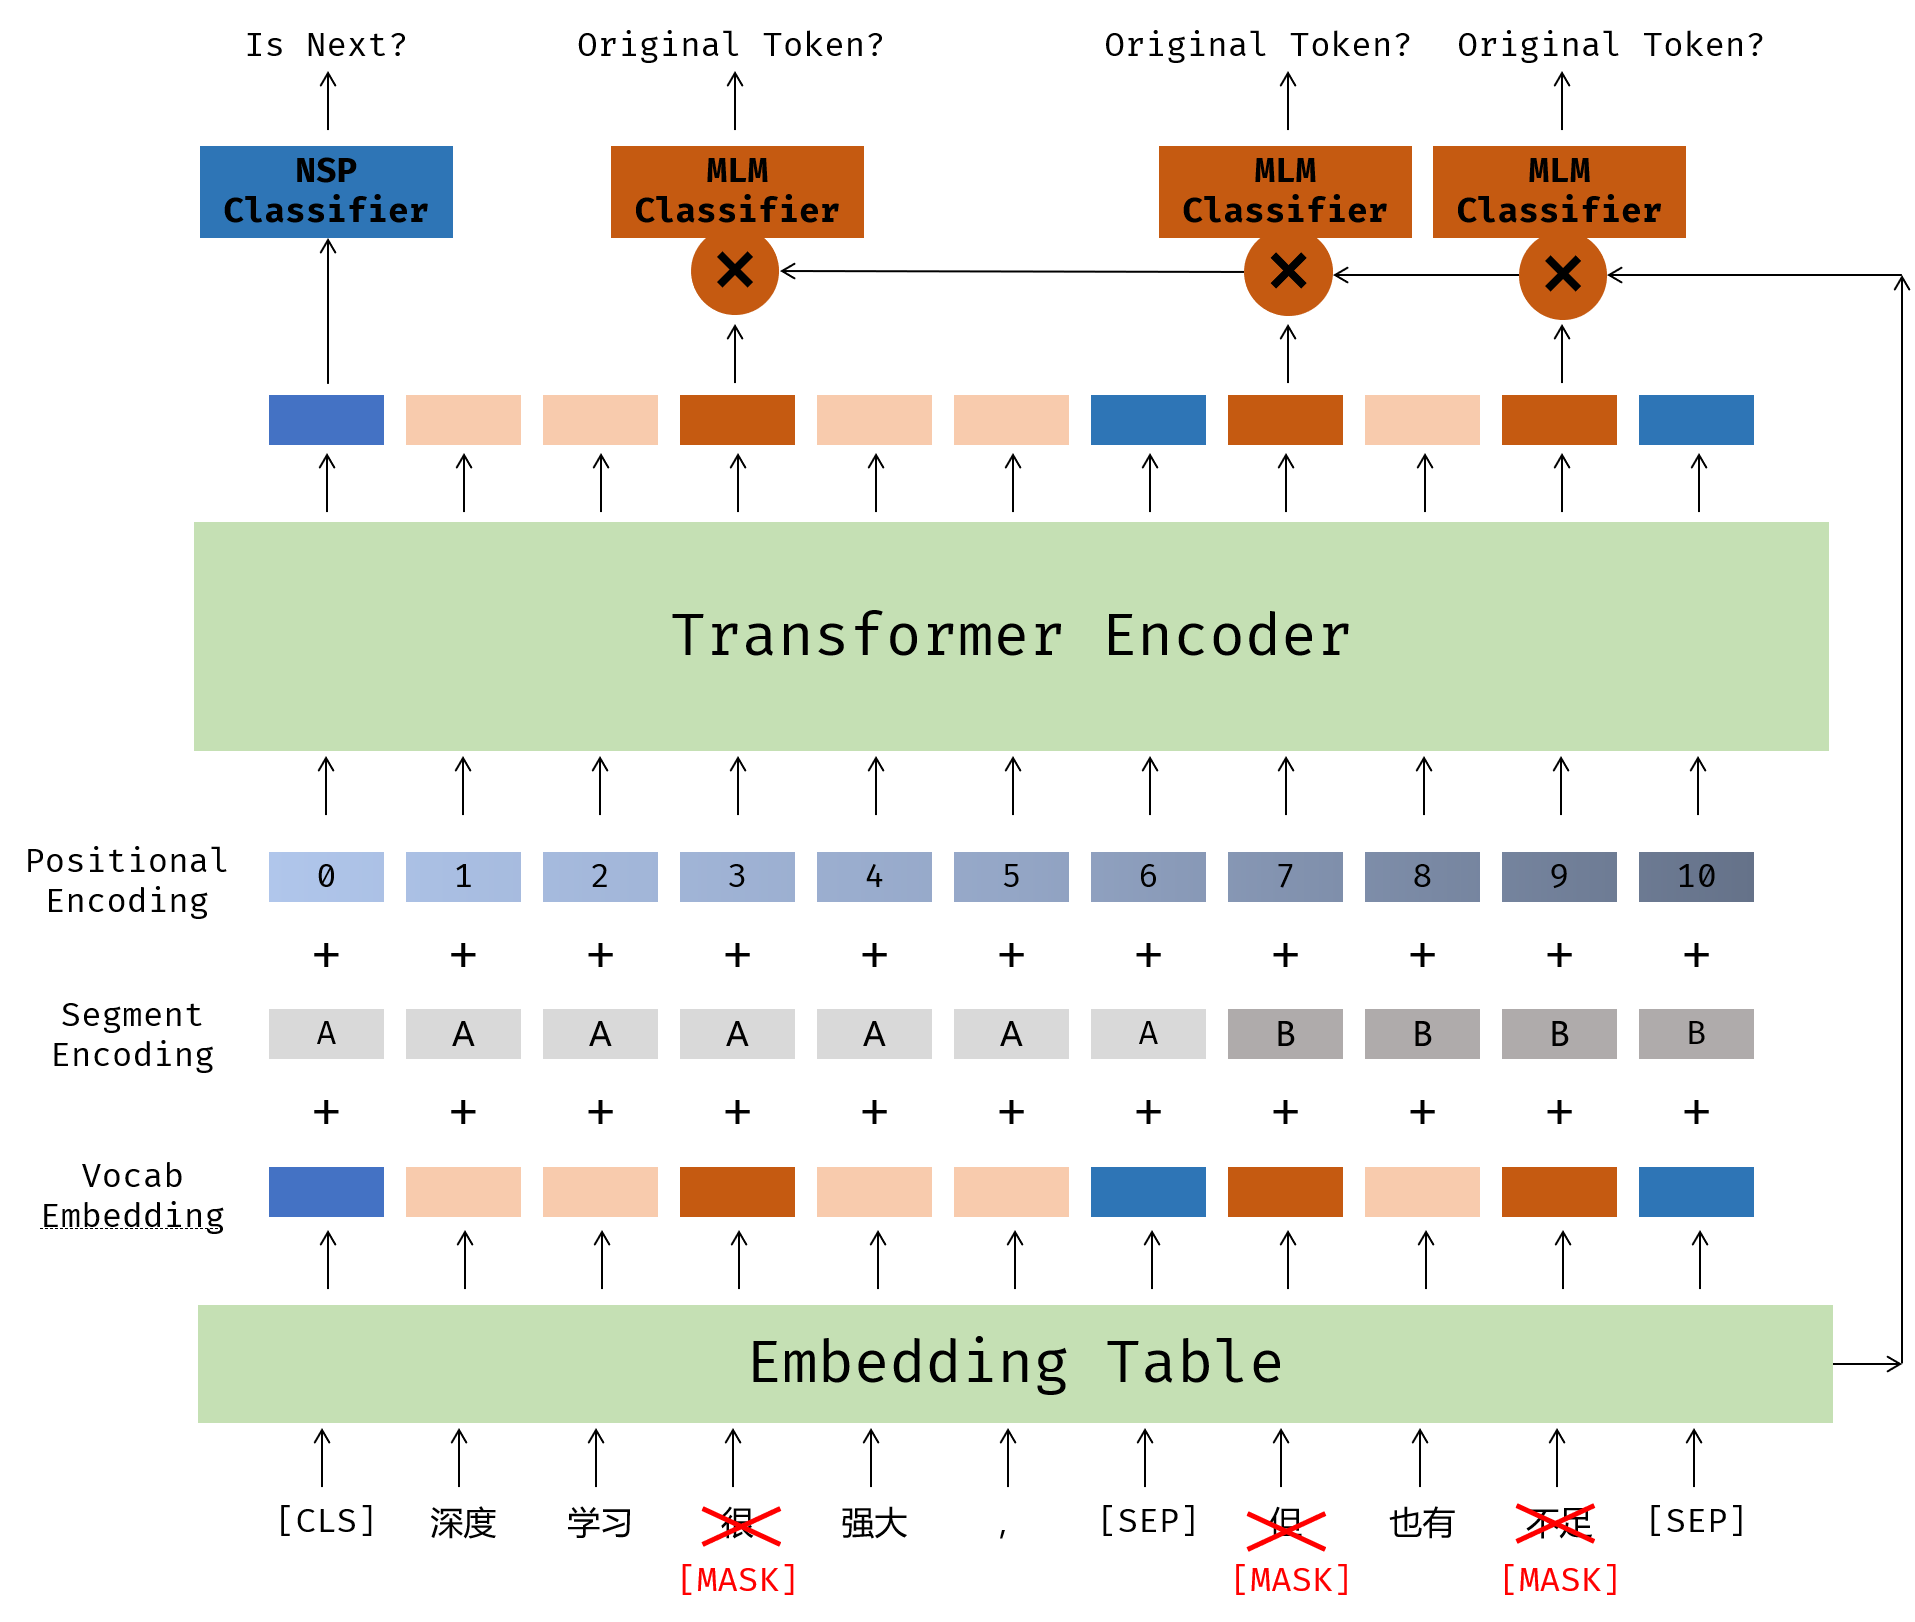 Is Next? Original Token? Original Token? Original Token?
NSP MLM MLM MLM
Classifier Classifier Classifier Classifier
× × ×
Transformer Encoder
Positional
Encoding
0 1 2 3 4 5 6 7 8 9 10
+ + + + + + + + + + +
Segment
Encoding
A A A A A A A B B B B
+ + + + + + + + + + +
Vocab
Embedding
Embedding Table
[CLS] 深度 学习 很 强大 , [SEP] 但 也有 不足 [SEP]
[MASK] [MASK] [MASK]